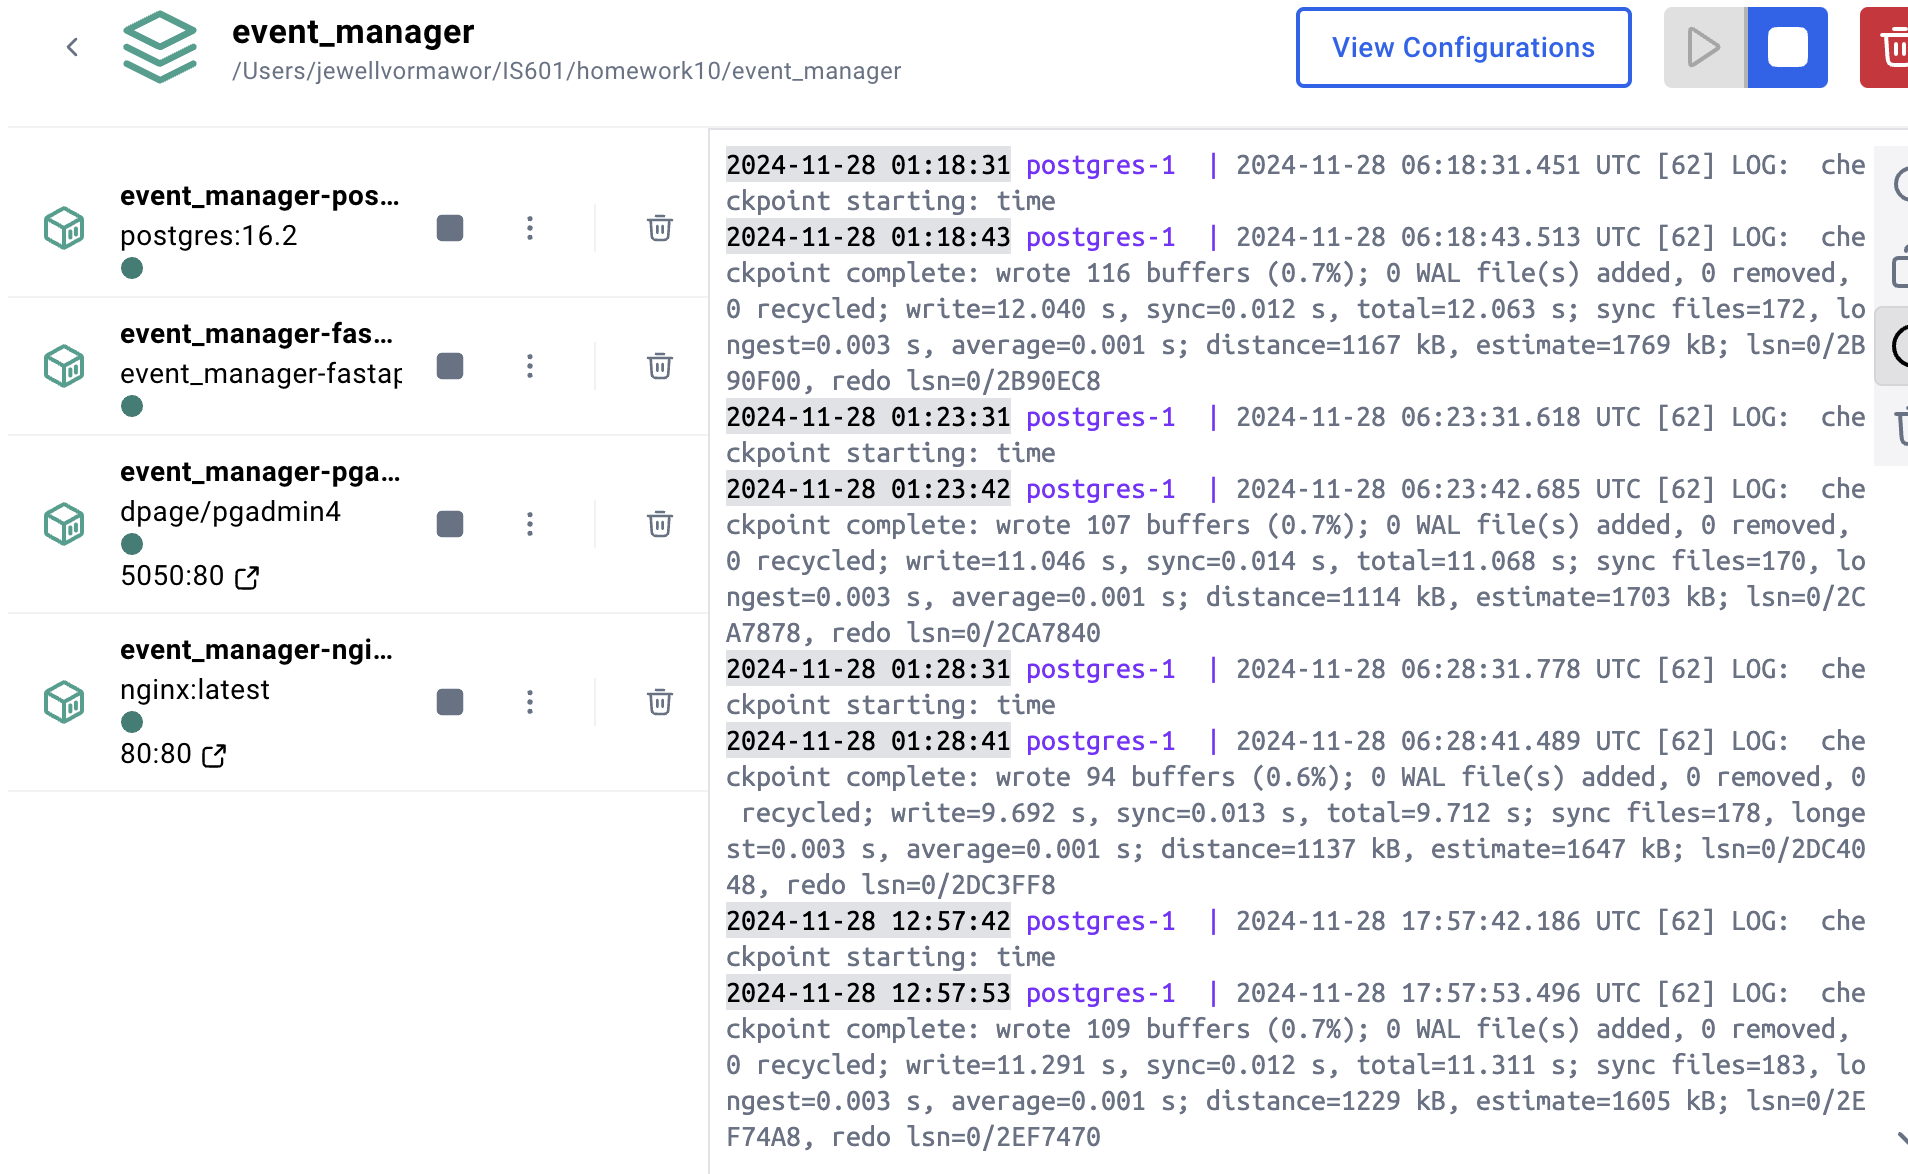 event_manager
/Users/jewellvormawor/IS601/homework10/event_manager
View Configurations
event_manager-pos...
postgres:16.2
event_manager-fas...
event_manager-fastap
event_manager-pga...
dpage/pgadmin4
5050:80
event_manager-ngi...
nginx:latest
80:80
2024-11-28 01:18:31 postgres-1  | 2024-11-28 06:18:31.451 UTC [62] LOG:  che
ckpoint starting: time
2024-11-28 01:18:43 postgres-1  | 2024-11-28 06:18:43.513 UTC [62] LOG:  che
ckpoint complete: wrote 116 buffers (0.7%); 0 WAL file(s) added, 0 removed,
0 recycled; write=12.040 s, sync=0.012 s, total=12.063 s; sync files=172, lo
ngest=0.003 s, average=0.001 s; distance=1167 kB, estimate=1769 kB; lsn=0/2B
90F00, redo lsn=0/2B90EC8
2024-11-28 01:23:31 postgres-1  | 2024-11-28 06:23:31.618 UTC [62] LOG:  che
ckpoint starting: time
2024-11-28 01:23:42 postgres-1  | 2024-11-28 06:23:42.685 UTC [62] LOG:  che
ckpoint complete: wrote 107 buffers (0.7%); 0 WAL file(s) added, 0 removed,
0 recycled; write=11.046 s, sync=0.014 s, total=11.068 s; sync files=170, lo
ngest=0.003 s, average=0.001 s; distance=1114 kB, estimate=1703 kB; lsn=0/2C
A7878, redo lsn=0/2CA7840
2024-11-28 01:28:31 postgres-1  | 2024-11-28 06:28:31.778 UTC [62] LOG:  che
ckpoint starting: time
2024-11-28 01:28:41 postgres-1  | 2024-11-28 06:28:41.489 UTC [62] LOG:  che
ckpoint complete: wrote 94 buffers (0.6%); 0 WAL file(s) added, 0 removed, 0
recycled; write=9.692 s, sync=0.013 s, total=9.712 s; sync files=178, longe
st=0.003 s, average=0.001 s; distance=1137 kB, estimate=1647 kB; lsn=0/2DC40
48, redo lsn=0/2DC3FF8
2024-11-28 12:57:42 postgres-1  | 2024-11-28 17:57:42.186 UTC [62] LOG:  che
ckpoint starting: time
2024-11-28 12:57:53 postgres-1  | 2024-11-28 17:57:53.496 UTC [62] LOG:  che
ckpoint complete: wrote 109 buffers (0.7%); 0 WAL file(s) added, 0 removed,
0 recycled; write=11.291 s, sync=0.012 s, total=11.311 s; sync files=183, lo
ngest=0.003 s, average=0.001 s; distance=1229 kB, estimate=1605 kB; lsn=0/2E
F74A8, redo lsn=0/2EF7470